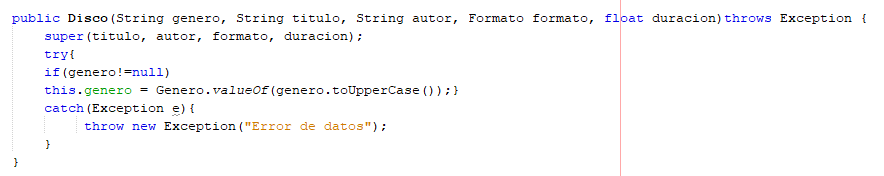 public Disco(String genero, String titulo, String autor, Formato formato, float duracion)throws Exception {
super(titulo, autor, formato, duracion);
try{
if(genero!=null)
this.genero = Genero.valueOf(genero.toUpperCase());}
catch(Exception e){
throw new Exception("Error de datos");
}
}